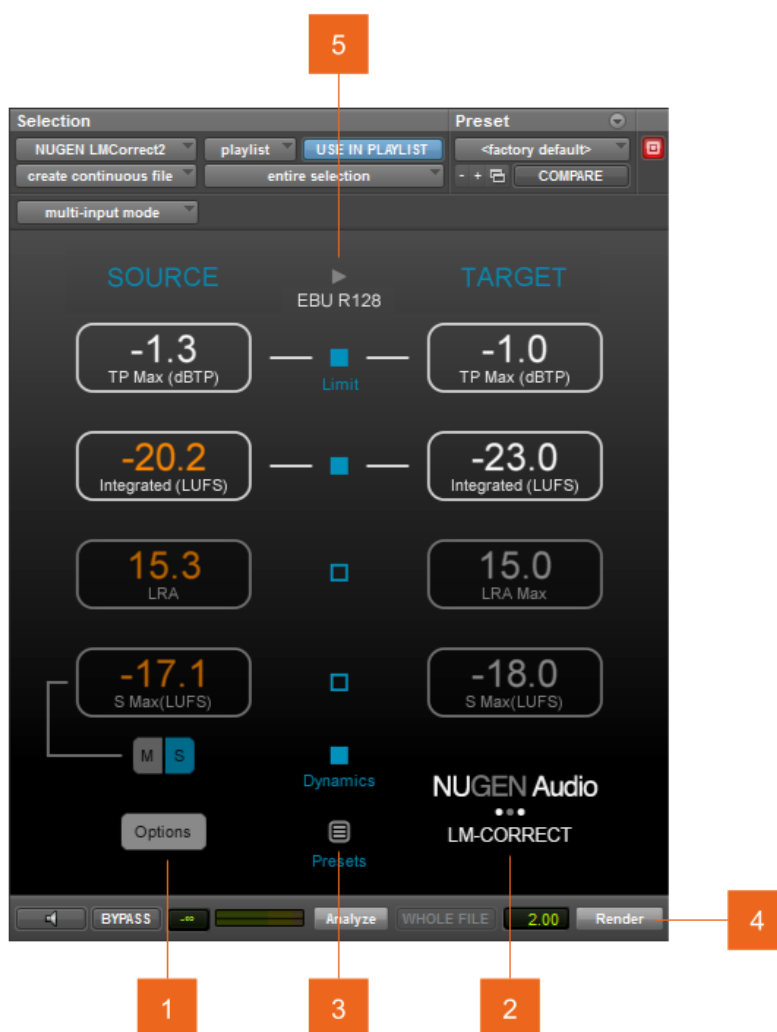 5
Selection
Preset
NUGEN LMCorrect2
playlist
USE IN PLAYLIST
<factory default>
create continuous file
entire selection
- +
COMPARE
multi-input mode
SOURCE
EBU R128
TARGET
-1.3
TP Max (dBTP)
Limit
-1.0
TP Max (dBTP)
-20.2
Integrated (LUFS)
-23.0
Integrated (LUFS)
15.3
LRA
15.0
LRA Max
-17.1
S Max(LUFS)
-18.0
S Max(LUFS)
M S
Dynamics
NUGEN Audio
LM-CORRECT
Options
Presets
BYPASS
-∞
Analyze
WHOLE FILE
2.00
Render
4
1
3
2